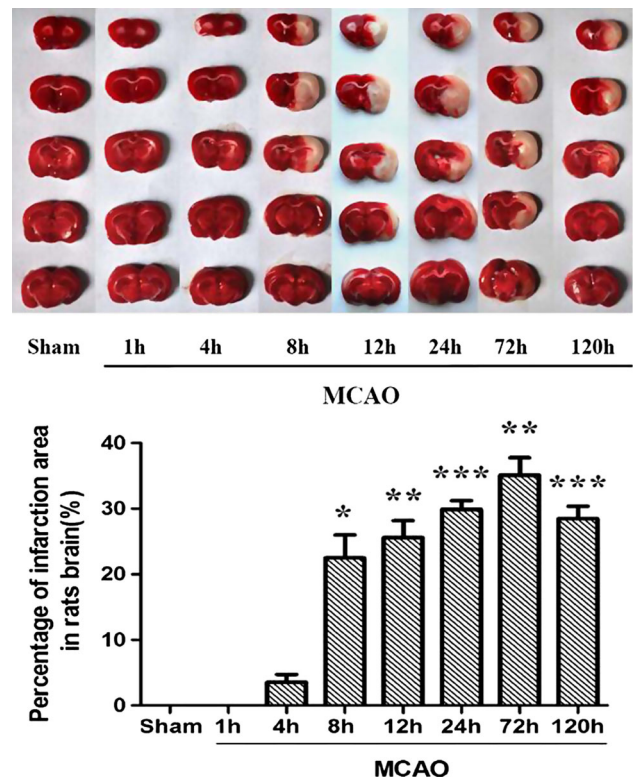 Sham 1h 4h 8h 12h 24h 72h 120h
MCAO
Percentage of infarction area
in rats brain(%)
40
30
20
10
0
*
**
***
**
***
Sham 1h 4h 8h 12h 24h 72h 120h
MCAO